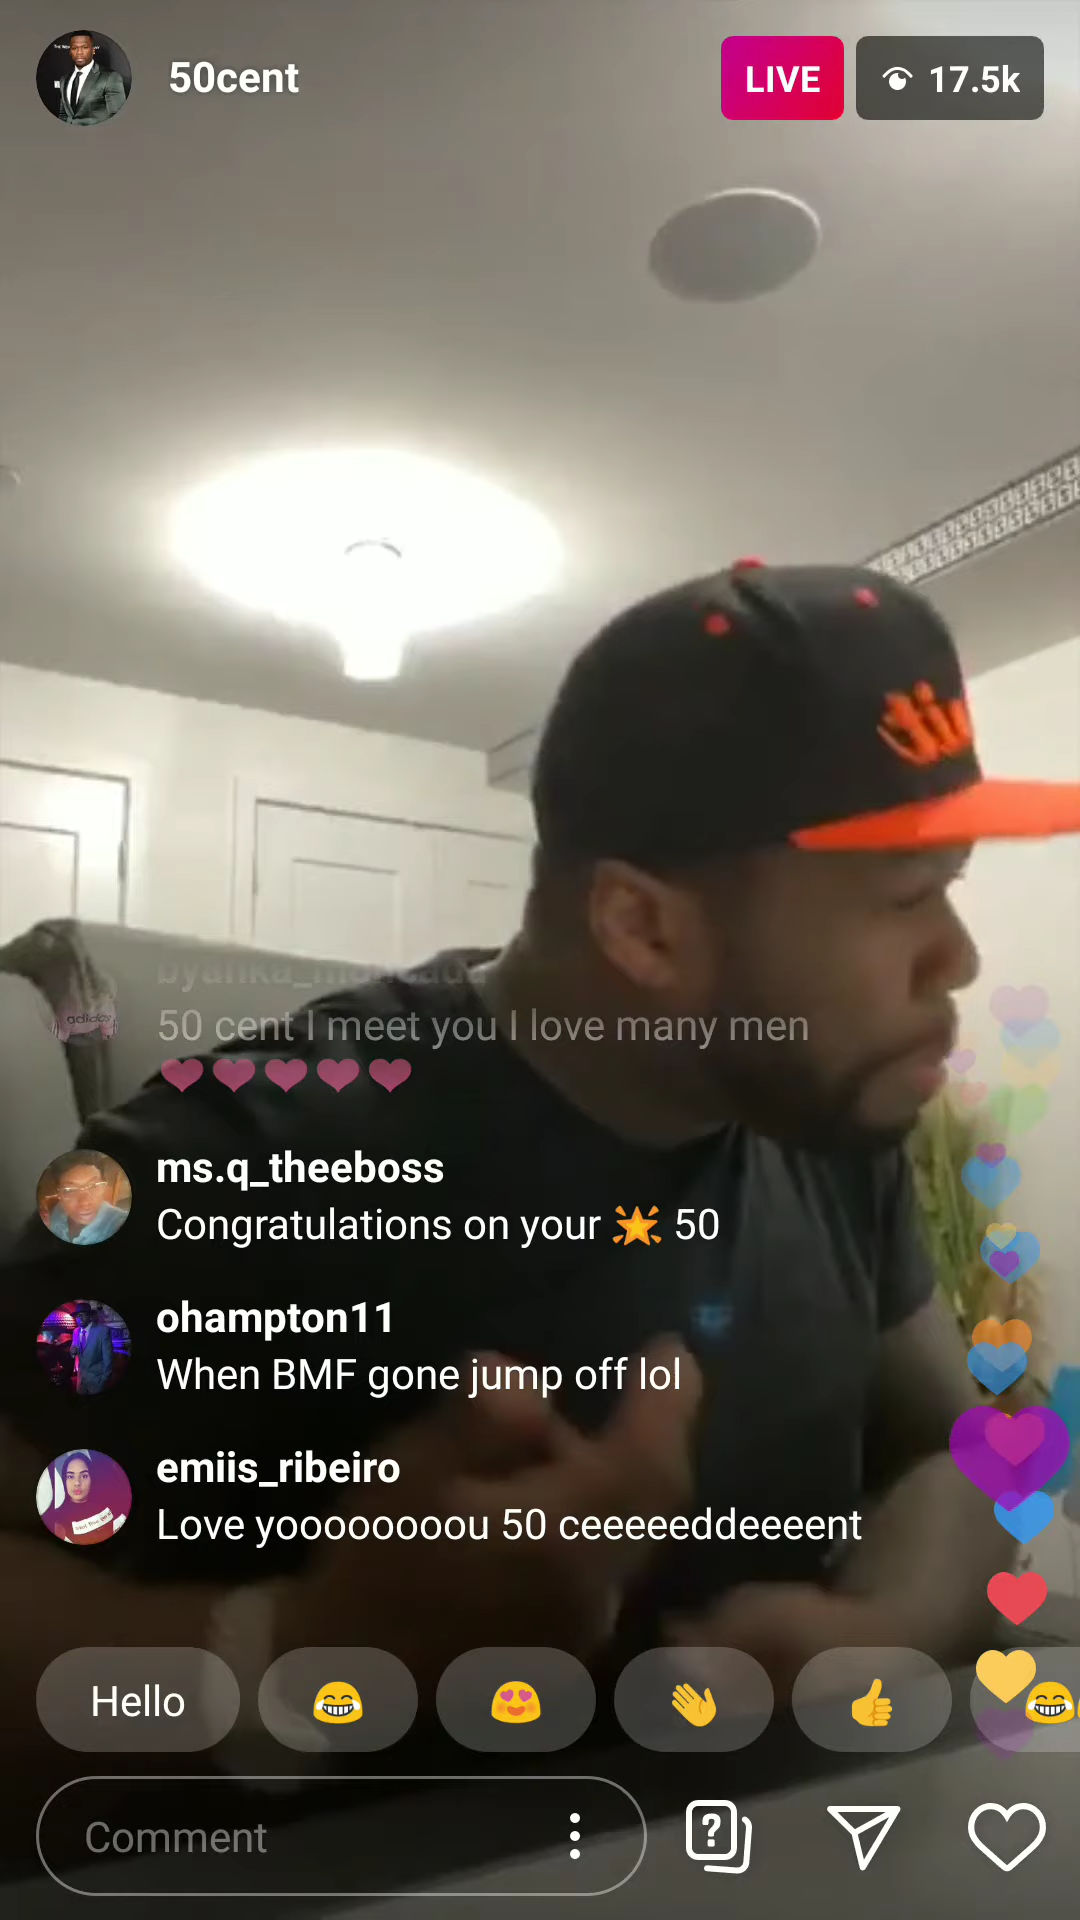 50cent
LIVE
17.5k
adidas
50 cent I meet you I love many men
❤❤❤❤❤
ms.q_theeboss
Congratulations on your 🌟 50
ohampton11
When BMF gone jump off lol
emiis_ribeiro
Love yoooooooou 50 ceeeeeddeeeent
Hello 😂 😍 👋 👍 😂
Comment